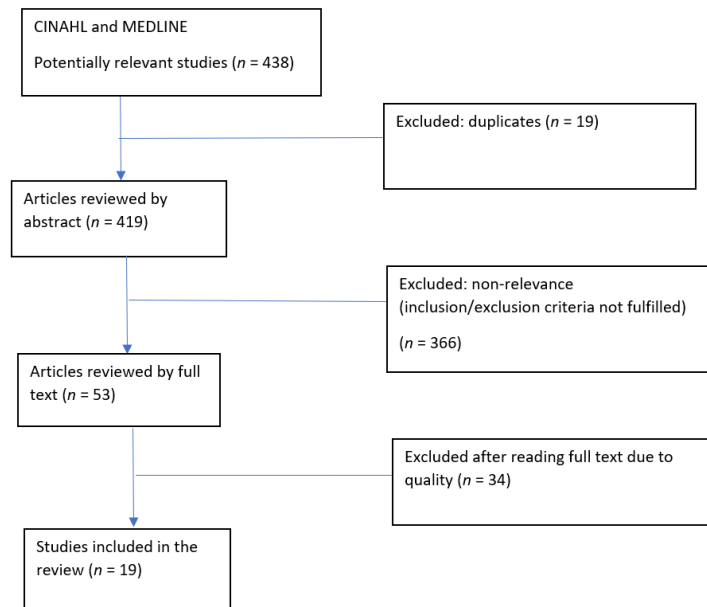 CINAHL and MEDLINE
Potentially relevant studies (n = 438)
Excluded: duplicates (n = 19)
Articles reviewed by
abstract (n = 419)
Excluded: non-relevance
(inclusion/exclusion criteria not fulfilled)
(n = 366)
Articles reviewed by full
text (n = 53)
Excluded after reading full text due to
quality (n = 34)
Studies included in the
review (n = 19)